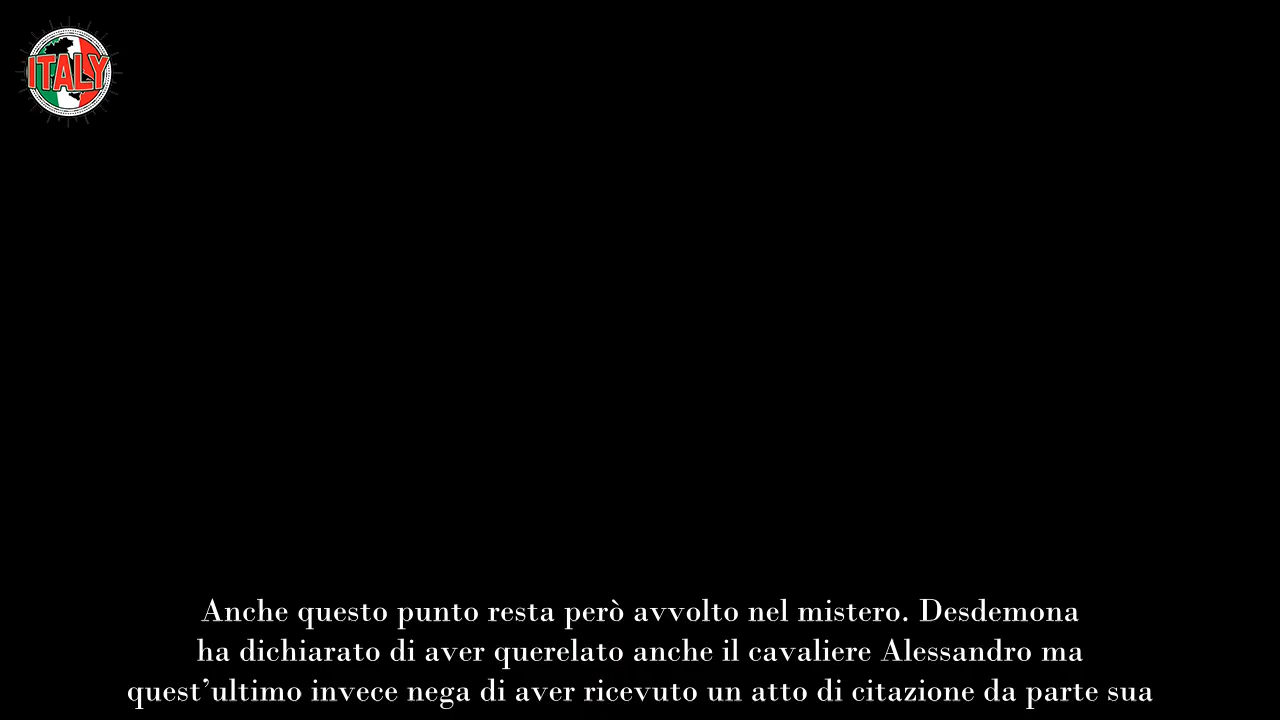 ITALY
Anche questo punto resta però avvolto nel mistero. Desdemona
ha dichiarato di aver querelato anche il cavaliere Alessandro ma
quest’ultimo invece nega di aver ricevuto un atto di citazione da parte sua